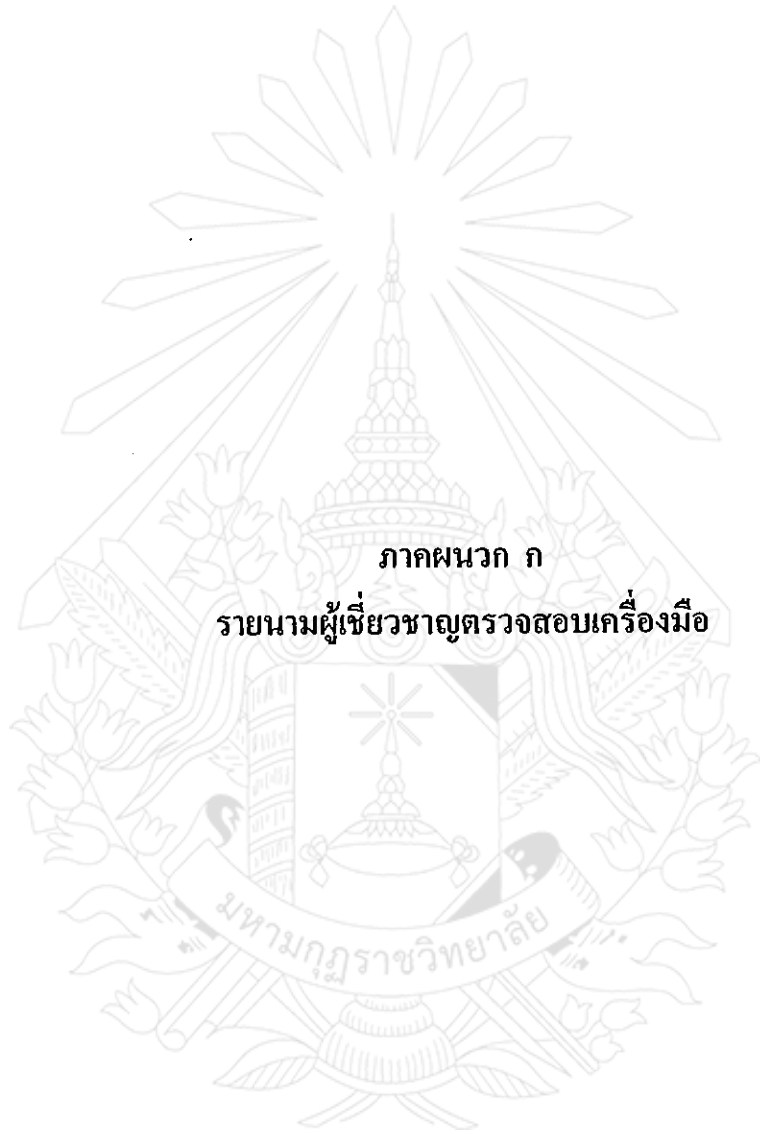 ภาคผนวก ก
รายนามผู้เชี่ยวชาญตรวจสอบเครื่องมือ
มหามกุฏราชวิทยาลัย